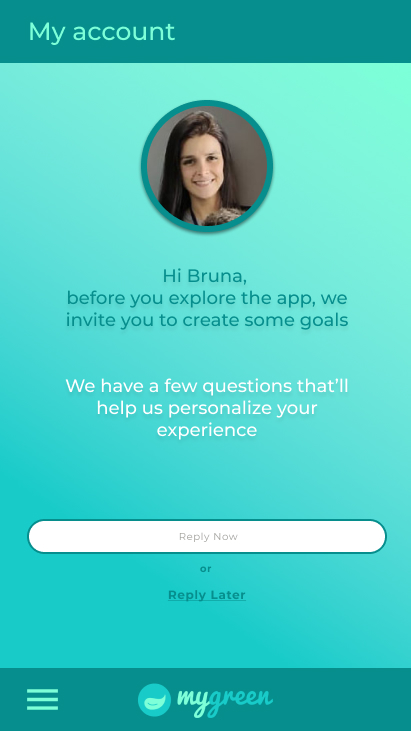 My account
Hi Bruna,
before you explore the app, we
invite you to create some goals
We have a few questions that'll
help us personalize your
experience
Reply Now
or
Reply Later
mygreen